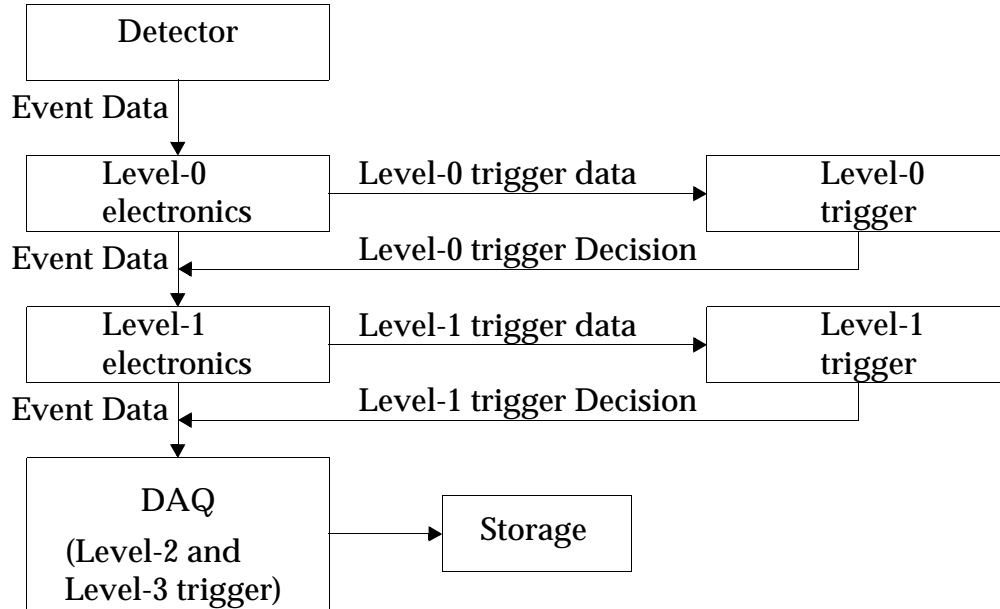 Detector
Event Data
Level-0
electronics
Level-0 trigger data
Level-0
trigger
Event Data
Level-0 trigger Decision
Level-1
electronics
Level-1 trigger data
Level-1
trigger
Event Data
Level-1 trigger Decision
DAQ
(Level-2 and
Level-3 trigger)
Storage